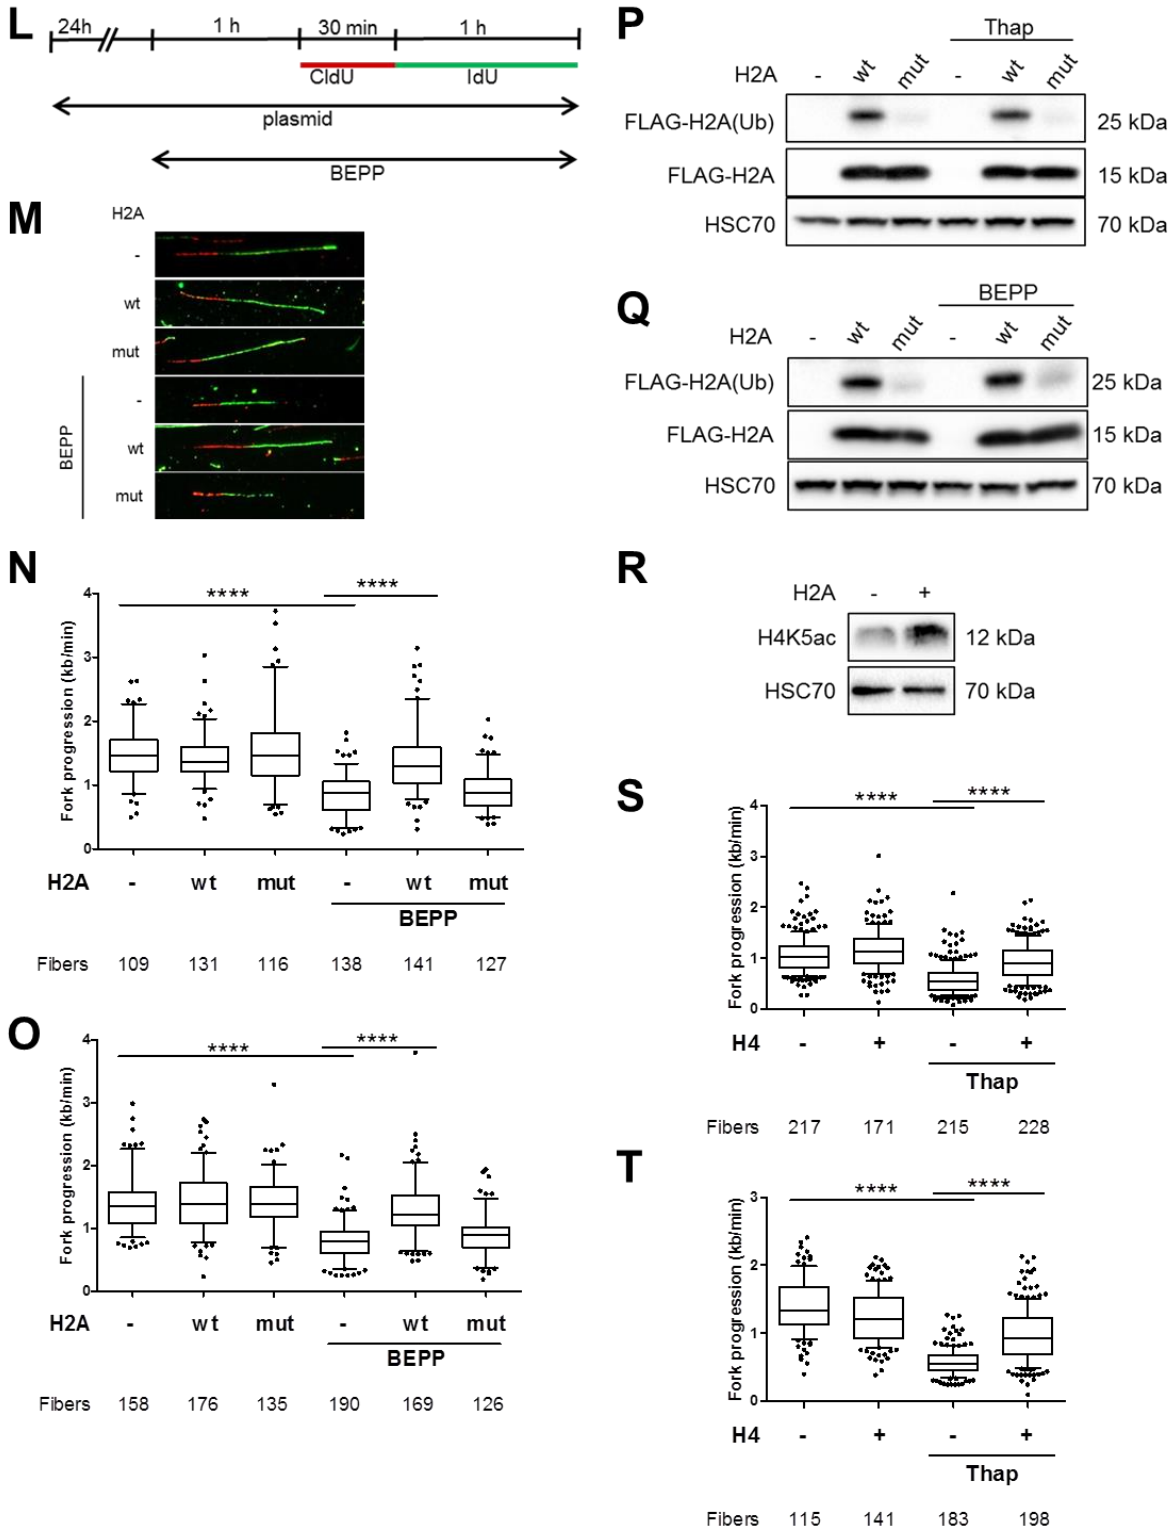 L
24h 1 h 30 min 1 h
CldU IdU
plasmid
BEPP
M
H2A
-
wt
mut
-
wt
mut
BEPP
N
**** ****
Fork progression (kb/min)
4
3
2
1
0
H2A - wt mut - wt mut
BEPP
Fibers 109 131 116 138 141 127
O
**** ****
Fork progression (kb/min)
4
3
2
1
0
H2A - wt mut - wt mut
BEPP
Fibers 158 176 135 190 169 126
P
Thap
H2A - wt mut - wt mut
FLAG-H2A(Ub) 25 kDa
FLAG-H2A 15 kDa
HSC70 70 kDa
Q
BEPP
H2A - wt mut - wt mut
FLAG-H2A(Ub) 25 kDa
FLAG-H2A 15 kDa
HSC70 70 kDa
R
H2A - +
H4K5ac 12 kDa
HSC70 70 kDa
S
**** ****
Fork progression (kb/min)
4
3
2
1
0
H4 - + - +
Thap
Fibers 217 171 215 228
T
**** ****
Fork progression (kb/min)
3
2
1
0
H4 - + - +
Thap
Fibers 115 141 183 198